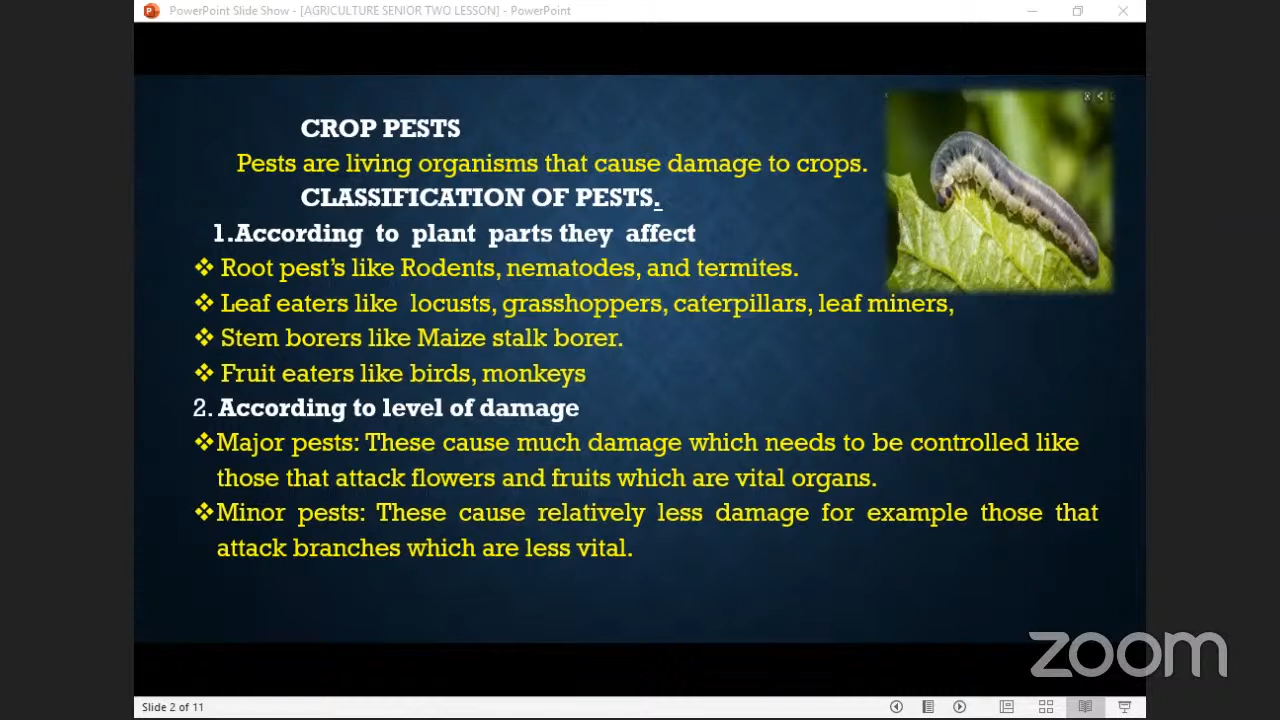 PowerPoint Slide Show - [AGRICULTURE SENIOR TWO LESSON] - PowerPoint
CROP PESTS
Pests are living organisms that cause damage to crops.
CLASSIFICATION OF PESTS.
1.According to plant parts they affect
❖ Root pest's like Rodents, nematodes, and termites.
❖ Leaf eaters like locusts, grasshoppers, caterpillars, leaf miners,
❖ Stem borers like Maize stalk borer.
❖ Fruit eaters like birds, monkeys
2. According to level of damage
❖Major pests: These cause much damage which needs to be controlled like
those that attack flowers and fruits which are vital organs.
❖Minor pests: These cause relatively less damage for example those that
attack branches which are less vital.
zoom
Slide 2 of 11